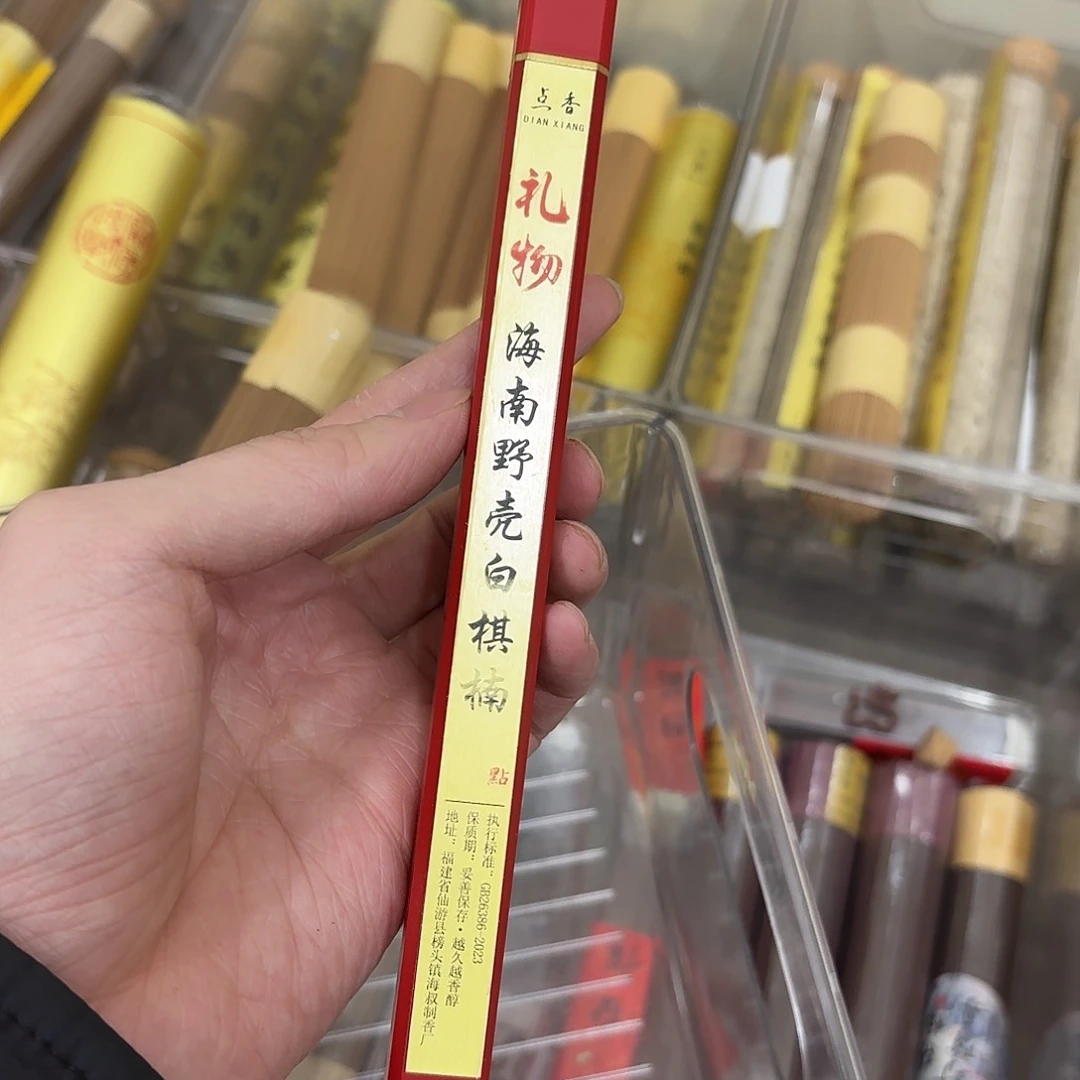 点香
DIAN XIANG
礼物
海南野壳白棋楠
點
执行标准：GB26386-2023
保质期：妥善保存·越久越香醇
地址：福建省仙游县榜头镇海叔制香厂